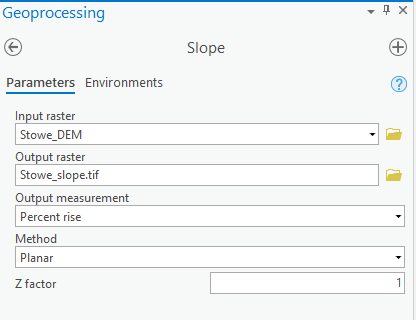 Geoprocessing
Slope
Parameters Environments
Input raster
Stowe_DEM
Output raster
Stowe_slope.tif
Output measurement
Percent rise
Method
Planar
Z factor 1